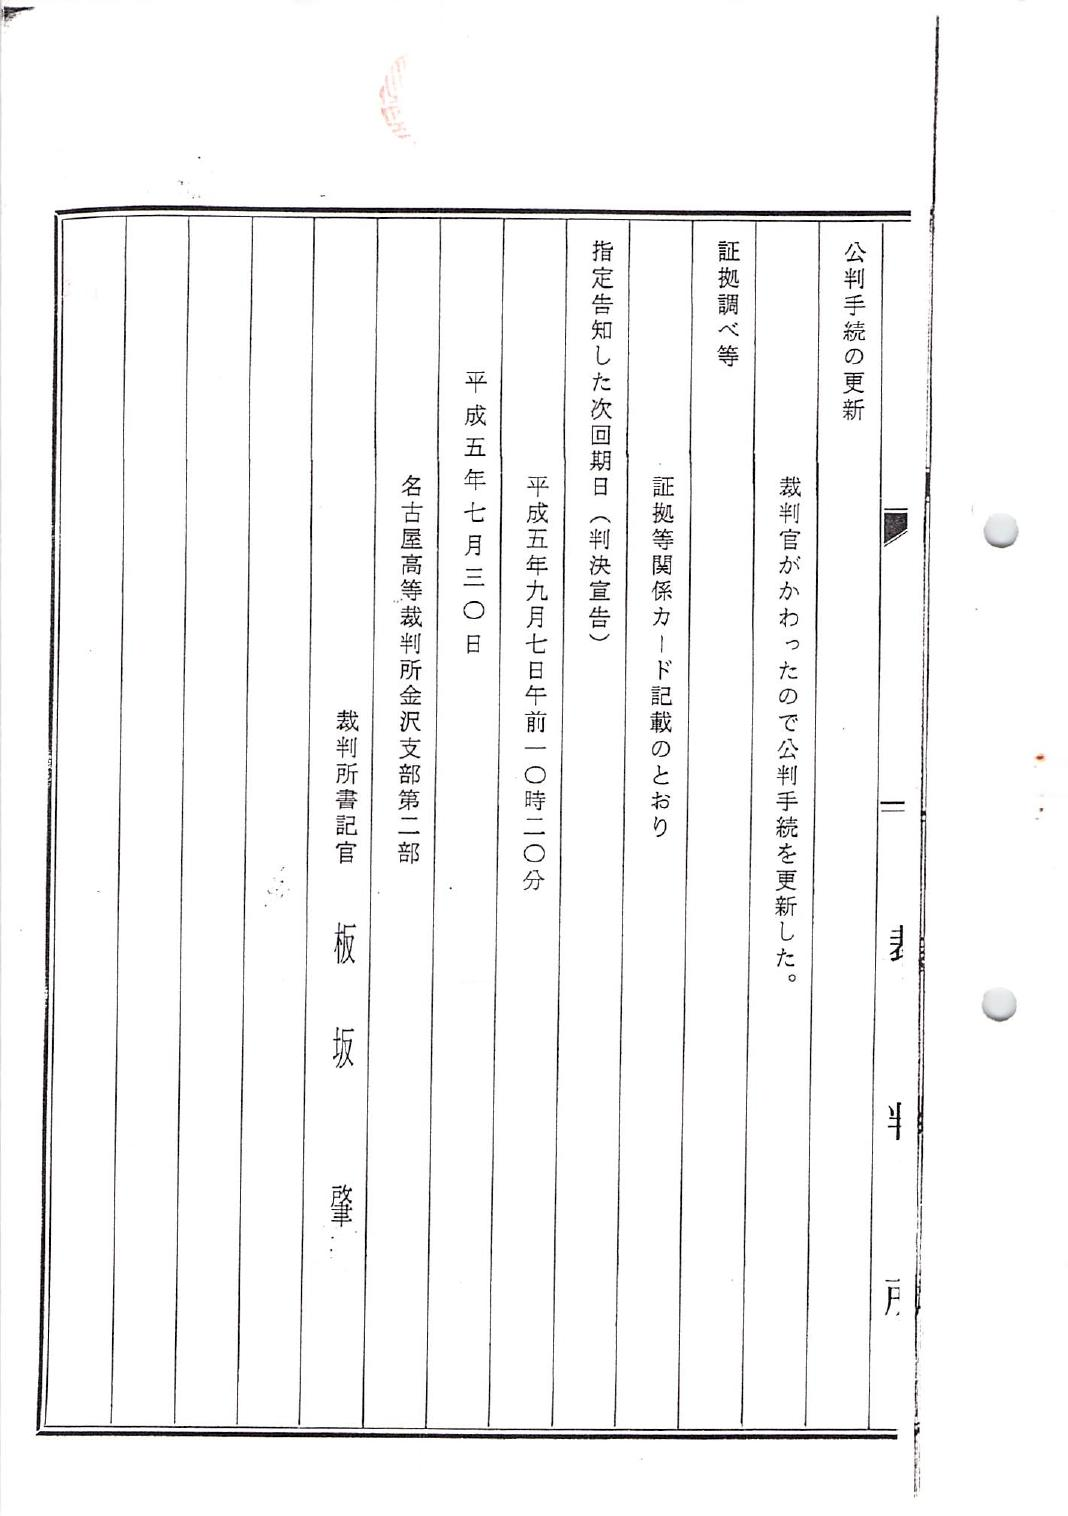 裁判所
公判手続の更新
裁判官がかわったので公判手続を更新した。
証拠調べ等
証拠等関係カード記載のとおり
指定告知した次回期日（判決宣告）
平成五年九月七日午前一〇時二〇分
平成五年七月三〇日
名古屋高等裁判所金沢支部第二部
裁判所書記官 板坂肇